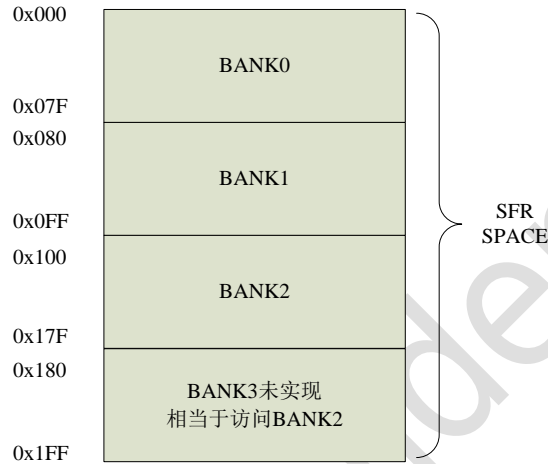 0x000
BANK0
0x07F
0x080
BANK1
0x0FF
SFR
SPACE
0x100
BANK2
0x17F
0x180
BANK3未实现
相当于访问BANK2
0x1FF